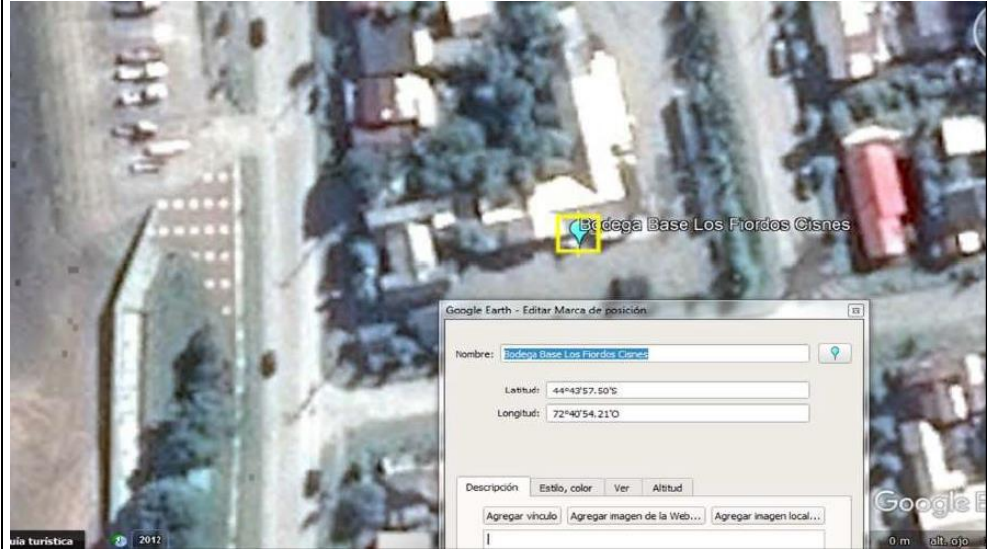 Bodega Base Los Fiordos Cisnes
Google Earth - Editar Marca de posición
Nombre: Bodega Base Los Fiordos Cisnes
Latitud: 44°43'57.50"S
Longitud: 72°40'54.21"O
Descripción Estilo, color Ver Altitud
Agregar vínculo Agregar imagen de la Web... Agregar imagen local...
Google E
uía turística 2012 0 m alt. ojo